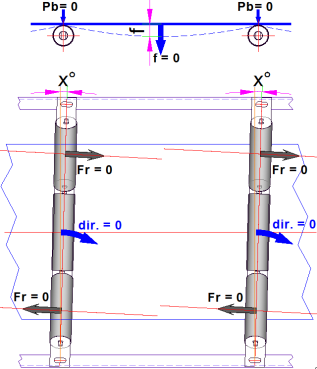 Pb= 0 Pb= 0
f
f = 0
X° X°
Fr = 0 Fr = 0
dir. = 0 dir. = 0
Fr = 0 Fr = 0